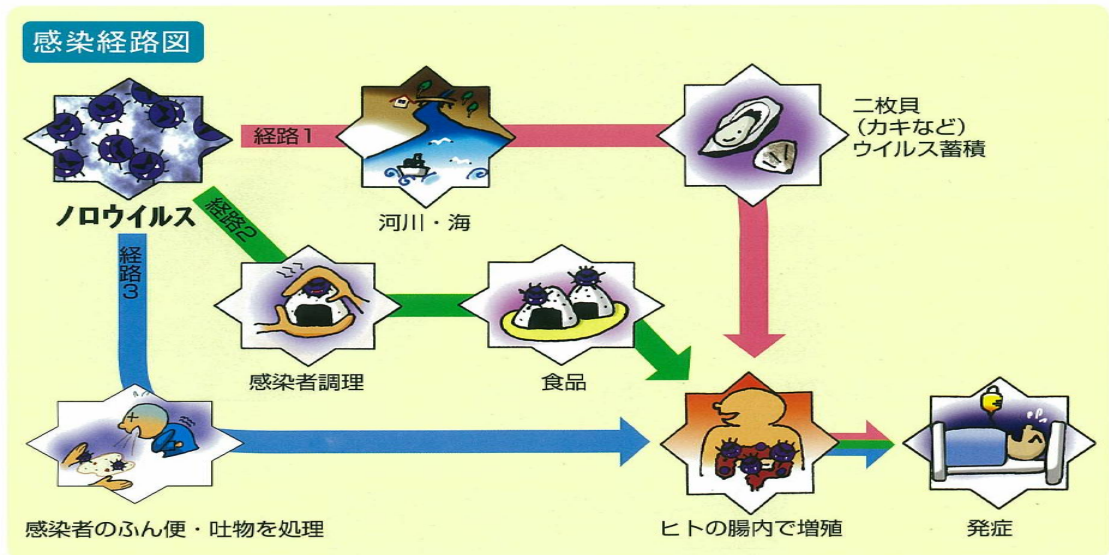 感染経路図
経路1
二枚貝
（カキなど）
ウイルス蓄積
河川・海
ノロウイルス
経路2
経路3
感染者調理
食品
感染者のふん便・吐物を処理
ヒトの腸内で増殖
発症